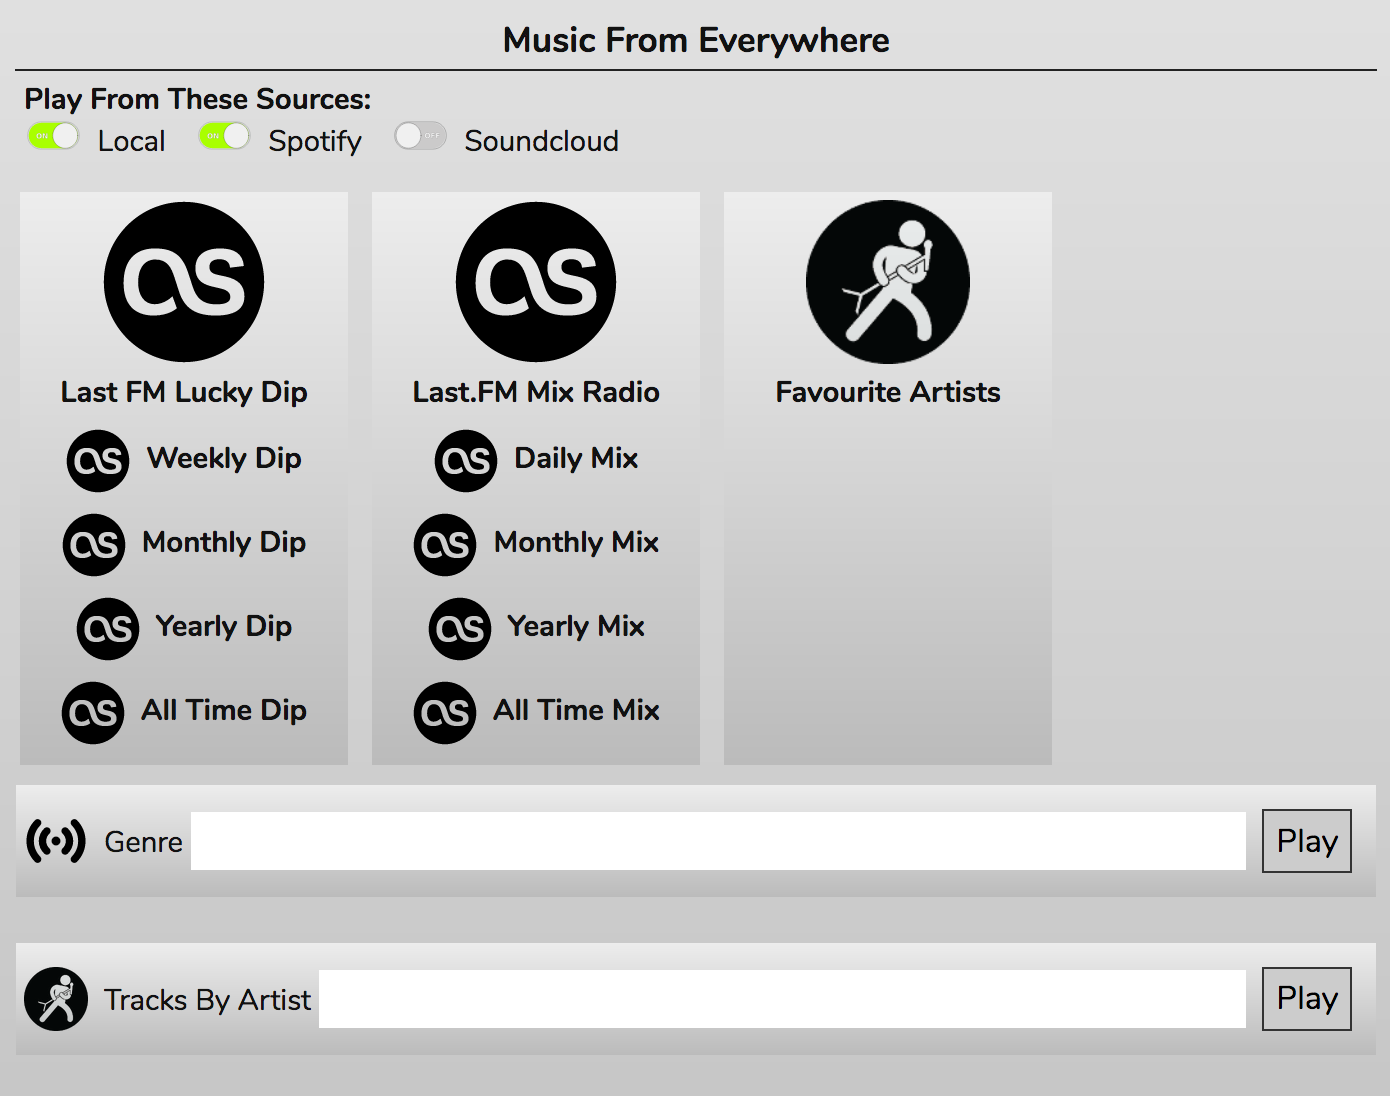 Music From Everywhere
Play From These Sources:
ON Local ON Spotify OFF Soundcloud
Last FM Lucky Dip
Weekly Dip
Monthly Dip
Yearly Dip
All Time Dip
Last.FM Mix Radio
Daily Mix
Monthly Mix
Yearly Mix
All Time Mix
Favourite Artists
Genre Play
Tracks By Artist Play